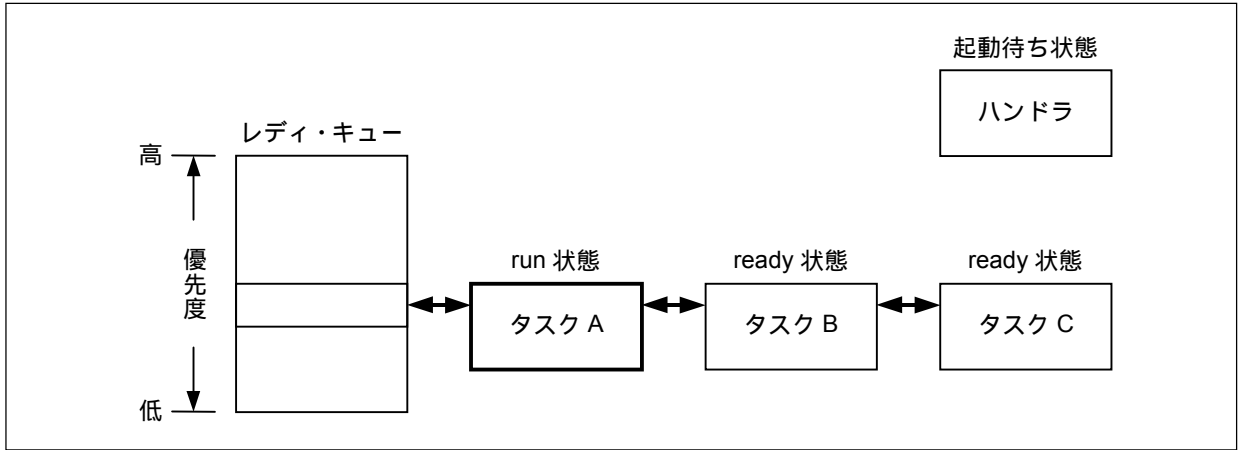 起動待ち状態
ハンドラ
レディ・キュー
高
優先度
低
run 状態
ready 状態
ready 状態
タスク A
タスク B
タスク C